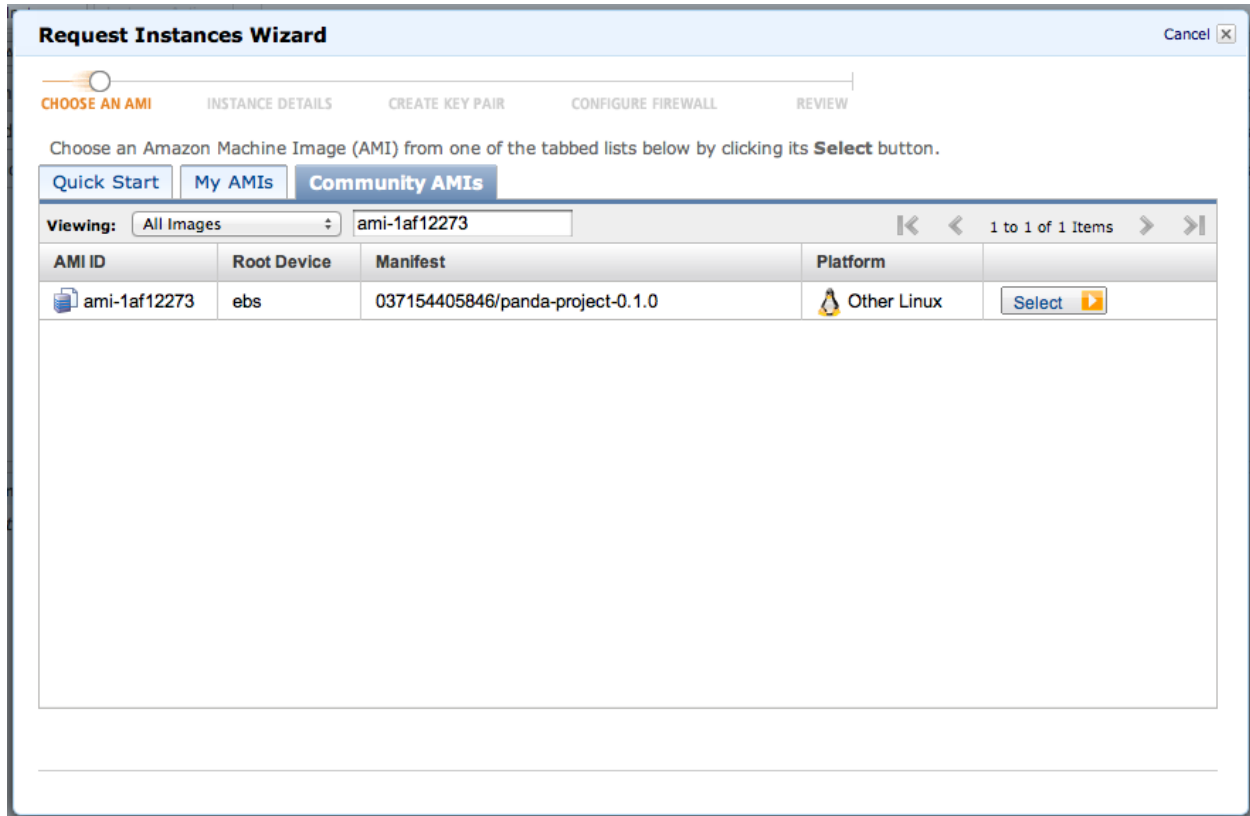 Request Instances Wizard Cancel
CHOOSE AN AMI INSTANCE DETAILS CREATE KEY PAIR CONFIGURE FIREWALL REVIEW
Choose an Amazon Machine Image (AMI) from one of the tabbed lists below by clicking its Select button.
Quick Start My AMIs Community AMIs
Viewing: All Images ami-1af12273 1 to 1 of 1 Items
AMI ID Root Device Manifest Platform
ami-1af12273 ebs 037154405846/panda-project-0.1.0 Other Linux Select